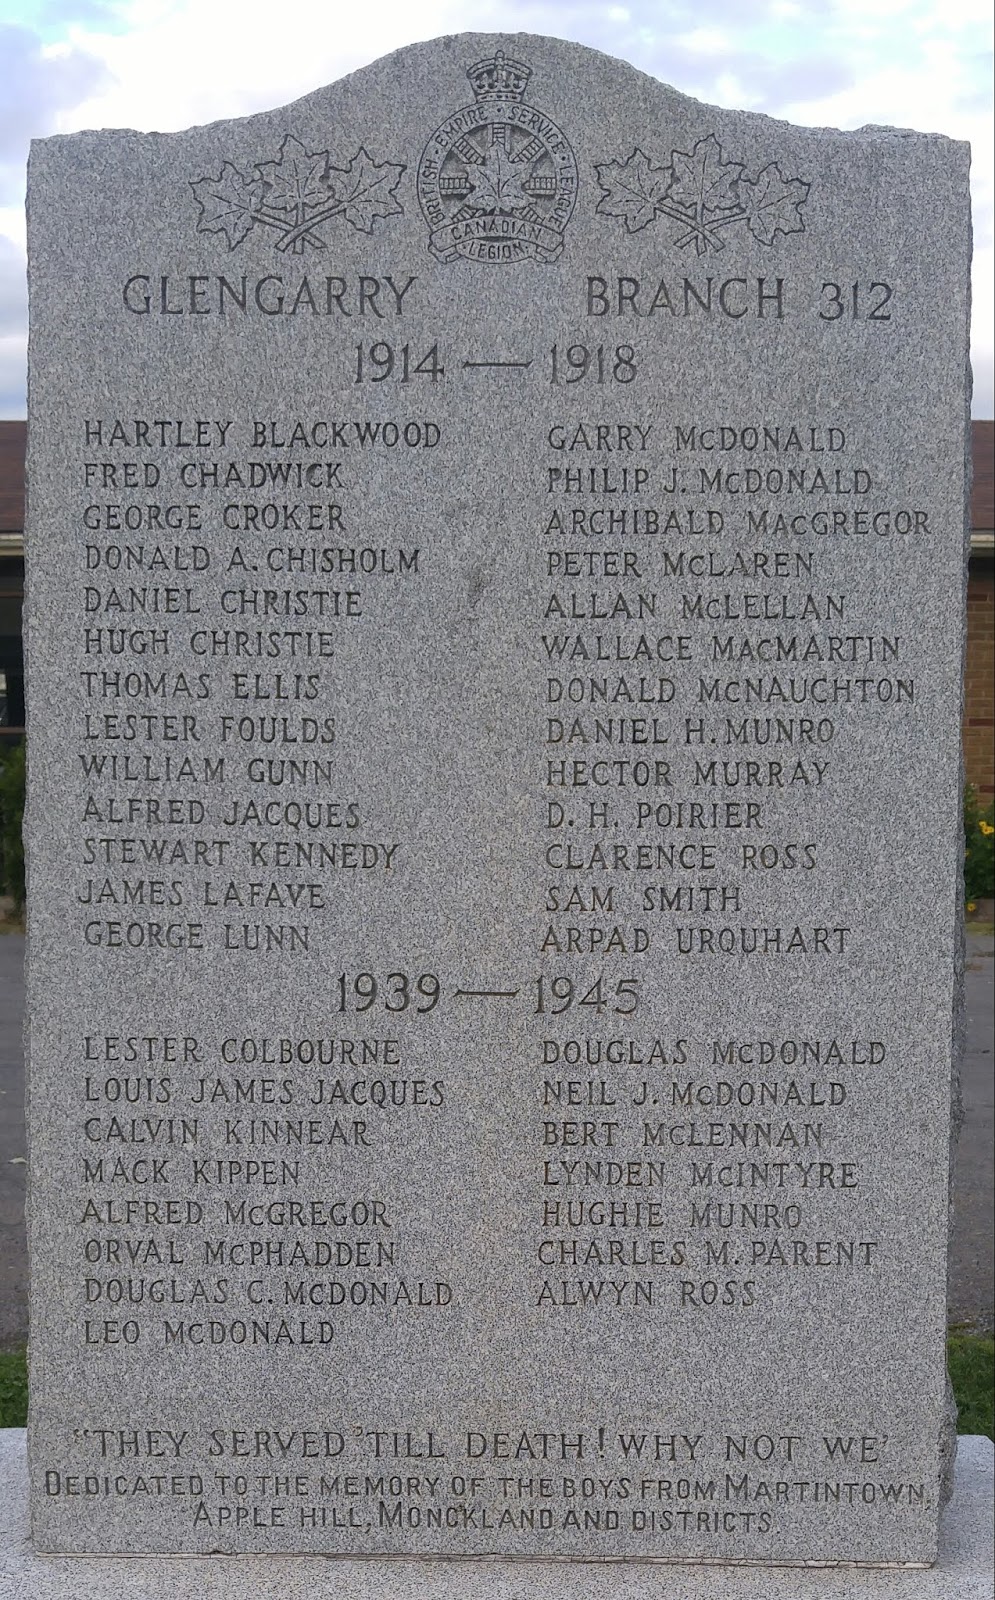 BRITISH EMPIRE SERVICE LEAGUE
CANADIAN
LEGION
GLENGARRY BRANCH 312
1914 — 1918
HARTLEY BLACKWOOD
FRED CHADWICK
GEORGE CROKER
DONALD A. CHISHOLM
DANIEL CHRISTIE
HUGH CHRISTIE
THOMAS ELLIS
LESTER FOULDS
WILLIAM GUNN
ALFRED JACQUES
STEWART KENNEDY
JAMES LAFAVE
GEORGE LUNN
GARRY McDONALD
PHILIP J. McDONALD
ARCHIBALD MacGREGOR
PETER McLAREN
ALLAN McLELLAN
WALLACE MacMARTIN
DONALD McNAUCHTON
DANIEL H. MUNRO
HECTOR MURRAY
D. H. POIRIER
CLARENCE ROSS
SAM SMITH
ARPAD URQUHART
1939 — 1945
LESTER COLBOURNE
LOUIS JAMES JACQUES
CALVIN KINNEAR
MACK KIPPEN
ALFRED McGREGOR
ORVAL McPHADDEN
DOUGLAS C. McDONALD
LEO McDONALD
DOUGLAS McDONALD
NEIL J. McDONALD
BERT McLENNAN
LYNDEN McINTYRE
HUGHIE MUNRO
CHARLES M. PARENT
ALWYN ROSS
"THEY SERVED 'TILL DEATH! WHY NOT WE'
DEDICATED TO THE MEMORY OF THE BOYS FROM MARTINTOWN,
APPLE HILL, MONCKLAND AND DISTRICTS.